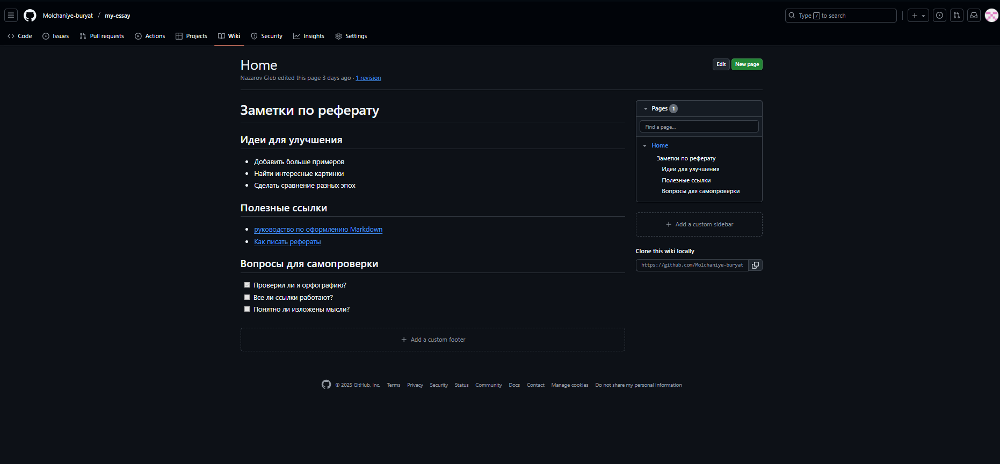 Molchaniye-buryat / my-essay
Type / to search
Code Issues Pull requests Actions Projects Wiki Security Insights Settings
Home
Edit New page
Nazarov Gleb edited this page 3 days ago · 1 revision
Заметки по реферату
Идеи для улучшения
Добавить больше примеров
Найти интересные картинки
Сделать сравнение разных эпох
Полезные ссылки
руководство по оформлению Markdown
Как писать рефераты
Вопросы для самопроверки
Проверил ли я орфографию?
Все ли ссылки работают?
Понятно ли изложены мысли?
Add a custom footer
Pages 1
Find a page...
Home
Заметки по реферату
Идеи для улучшения
Полезные ссылки
Вопросы для самопроверки
Add a custom sidebar
Clone this wiki locally
https://github.com/Molchaniye-buryat
© 2025 GitHub, Inc. Terms Privacy Security Status Community Docs Contact Manage cookies Do not share my personal information